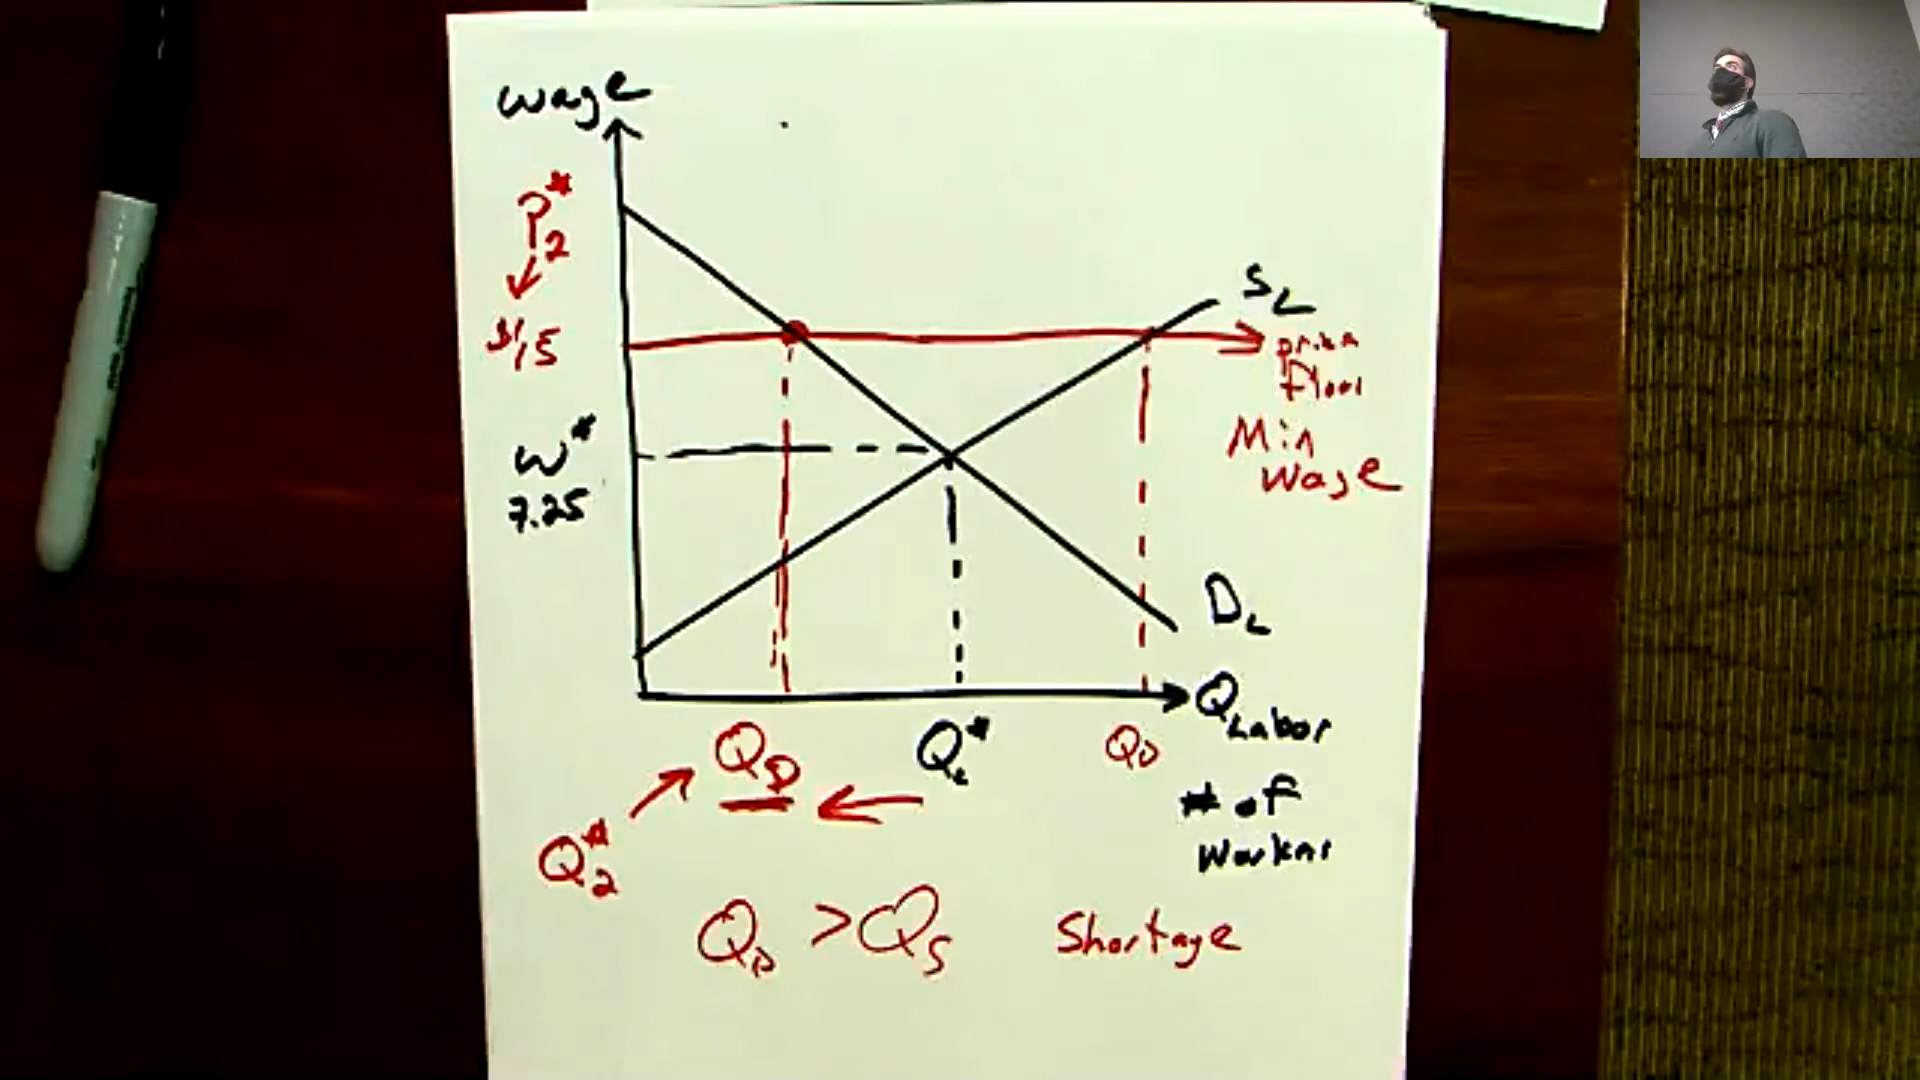 wage
P2*
$15
W*
7.25
SL
price
floor
Min
wage
DL
QLabor
# of
workers
QD
QL*
QD
Q2*
QD > QS
Shortage